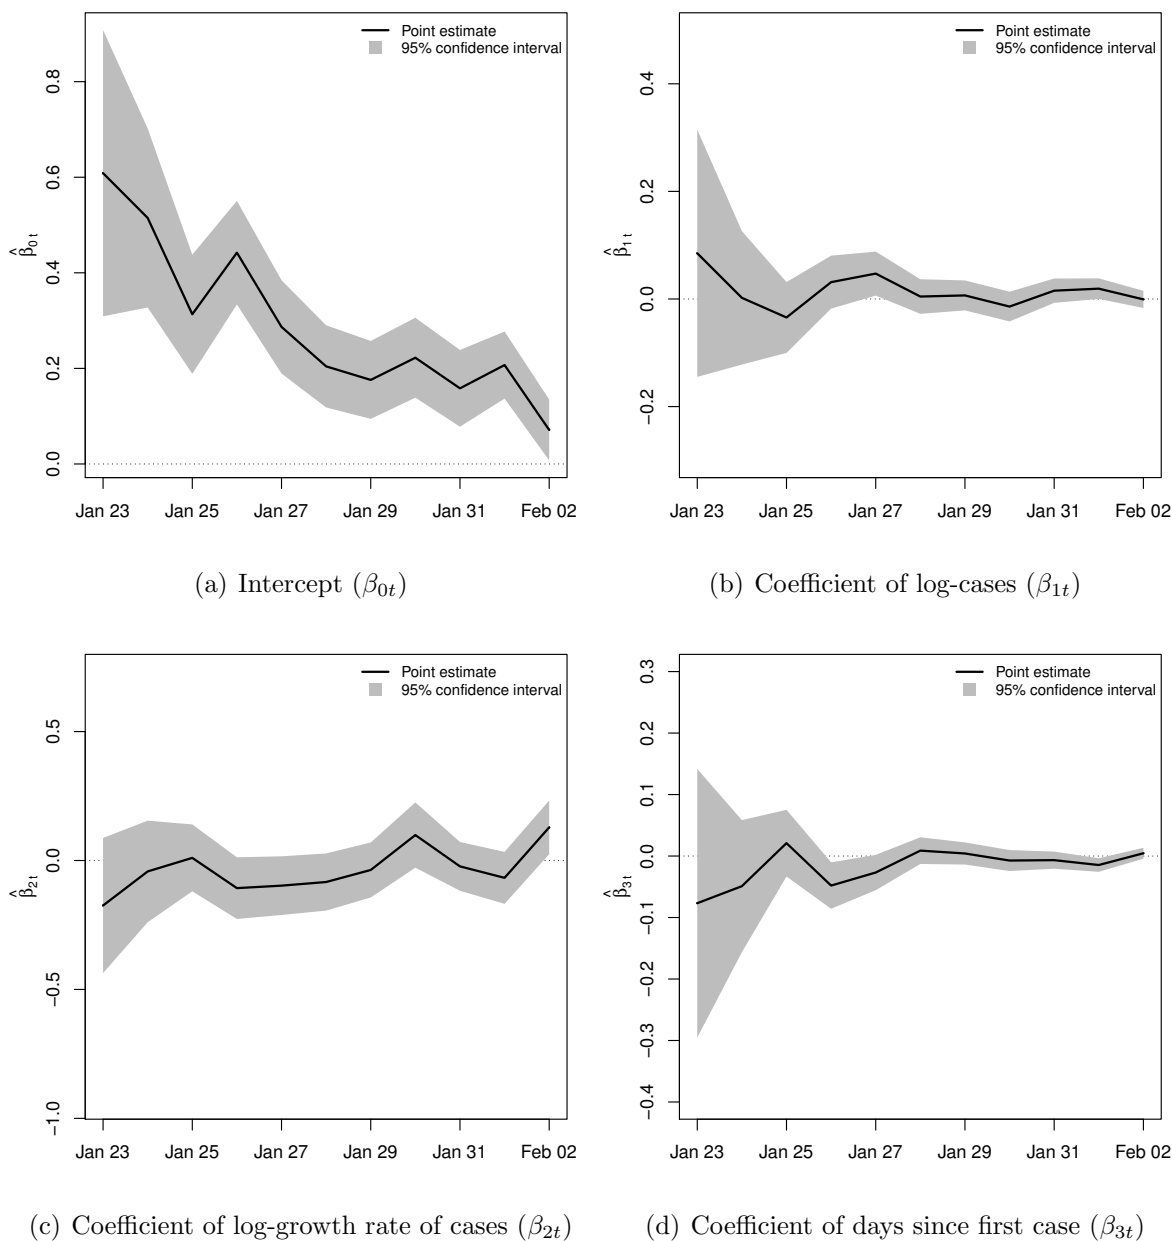 Point estimate
95% confidence interval
0.8
0.6
0.4
0.2
0.0
β̂0t
Jan 23 Jan 25 Jan 27 Jan 29 Jan 31 Feb 02
(a) Intercept (β0t)
Point estimate
95% confidence interval
0.4
0.2
0.0
−0.2
β̂1t
Jan 23 Jan 25 Jan 27 Jan 29 Jan 31 Feb 02
(b) Coefficient of log-cases (β1t)
Point estimate
95% confidence interval
0.5
0.0
−0.5
−1.0
β̂2t
Jan 23 Jan 25 Jan 27 Jan 29 Jan 31 Feb 02
(c) Coefficient of log-growth rate of cases (β2t)
Point estimate
95% confidence interval
0.3
0.2
0.1
0.0
−0.1
−0.2
−0.3
−0.4
β̂3t
Jan 23 Jan 25 Jan 27 Jan 29 Jan 31 Feb 02
(d) Coefficient of days since first case (β3t)